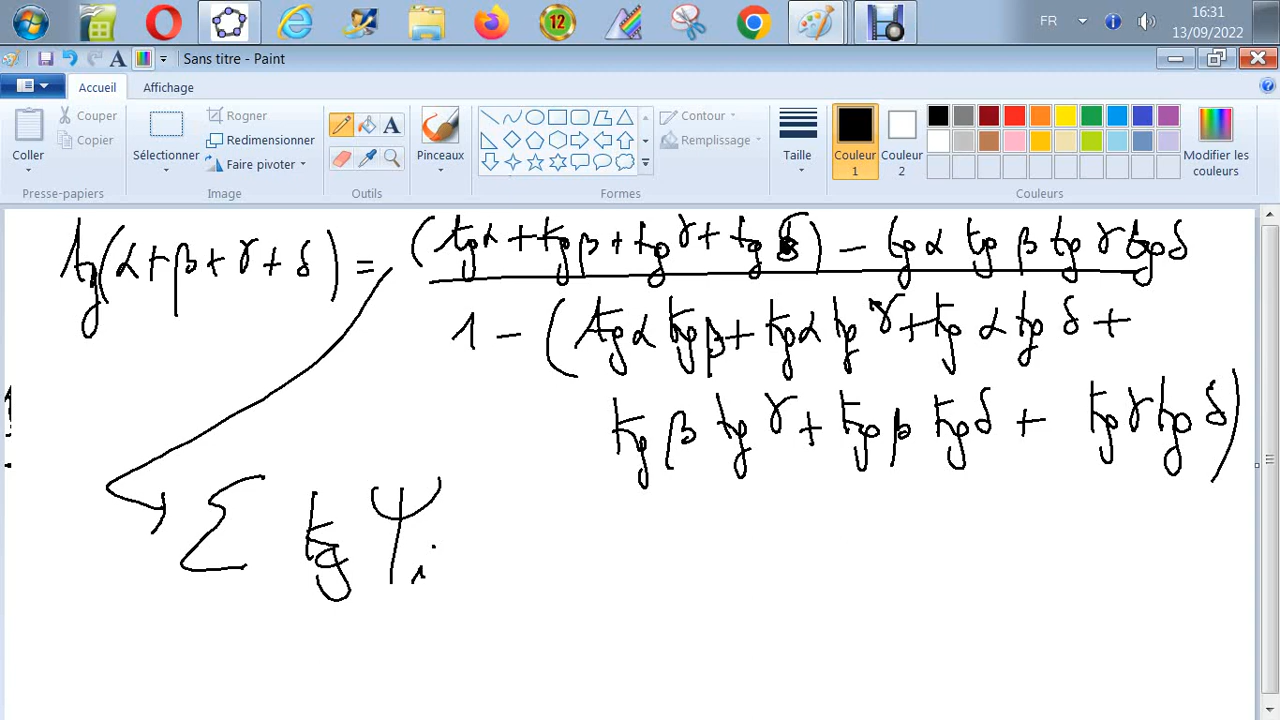 12
FR
16:31
13/09/2022
Sans titre - Paint
Accueil
Affichage
Coller
Couper
Copier
Presse-papiers
Sélectionner
Rogner
Redimensionner
Faire pivoter
Image
A
Outils
Pinceaux
Contour
Remplissage
Formes
Taille
Couleur 1
Couleur 2
Modifier les couleurs
Couleurs
tg(α+β+γ+δ) = (tgα + tgβ + tgγ + tgδ) − tgα tgβ tgγ tgδ
1 − (tgα tgβ + tgα tgγ + tgα tgδ +
tgβ tgγ + tgβ tgδ + tgγ tgδ)
Σ tg Ψi